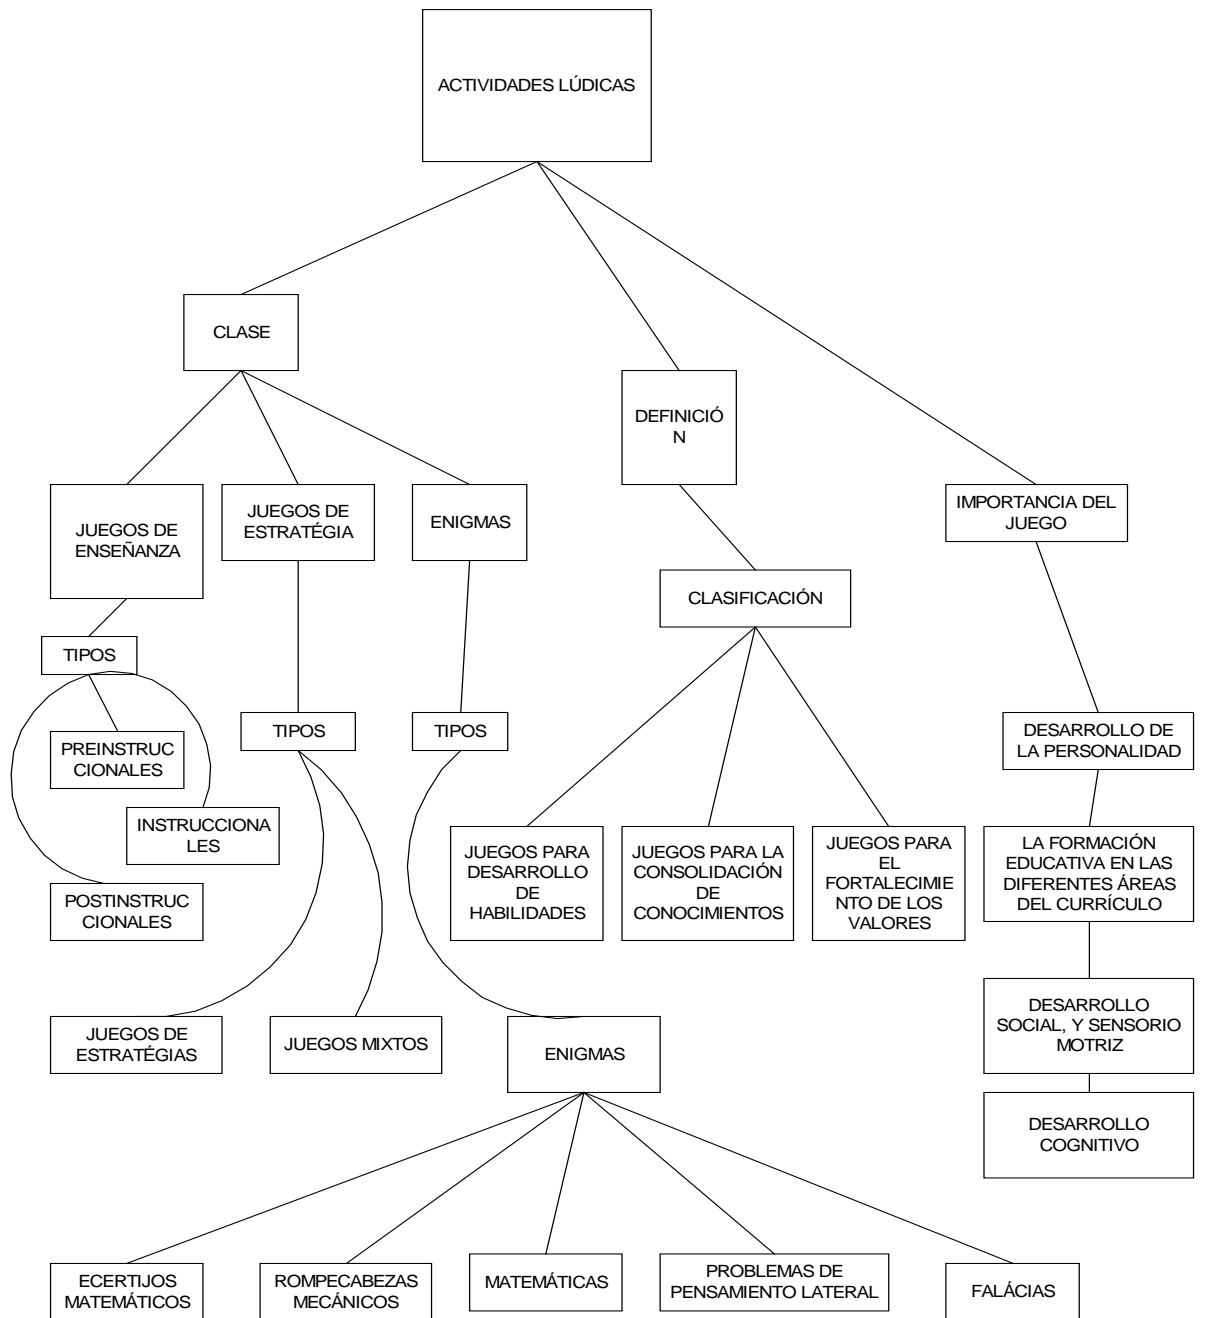 ACTIVIDADES LÚDICAS
CLASE
DEFINICIÓ
N
JUEGOS DE
ENSEÑANZA
JUEGOS DE
ESTRATÉGIA
ENIGMAS
IMPORTANCIA DEL
JUEGO
CLASIFICACIÓN
TIPOS
TIPOS
TIPOS
PREINSTRUC
CIONALES
INSTRUCCIONA
LES
POSTINSTRUC
CIONALES
DESARROLLO DE
LA PERSONALIDAD
JUEGOS PARA
DESARROLLO
DE
HABILIDADES
JUEGOS PARA LA
CONSOLIDACIÓN
DE
CONOCIMIENTOS
JUEGOS PARA
EL
FORTALECIMIE
NTO DE LOS
VALORES
LA FORMACIÓN
EDUCATIVA EN LAS
DIFERENTES ÁREAS
DEL CURRÍCULO
JUEGOS DE
ESTRATÉGIAS
JUEGOS MIXTOS
ENIGMAS
DESARROLLO
SOCIAL, Y SENSORIO
MOTRIZ
DESARROLLO
COGNITIVO
ECERTIJOS
MATEMÁTICOS
ROMPECABEZAS
MECÁNICOS
MATEMÁTICAS
PROBLEMAS DE
PENSAMIENTO LATERAL
FALÁCIAS